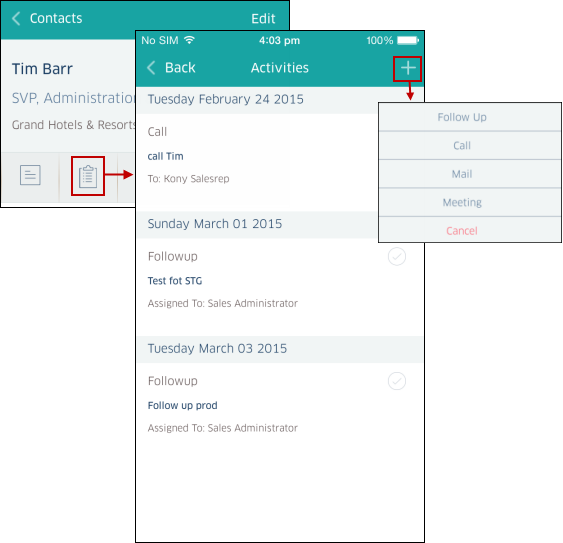 Contacts
Edit
Tim Barr
SVP, Administration
Grand Hotels & Resorts
No SIM
4:03 pm
100%
Back
Activities
Tuesday February 24 2015
Call
call Tim
To: Kony Salesrep
Sunday March 01 2015
Followup
Test fot STG
Assigned To: Sales Administrator
Tuesday March 03 2015
Followup
Follow up prod
Assigned To: Sales Administrator
Follow Up
Call
Mail
Meeting
Cancel